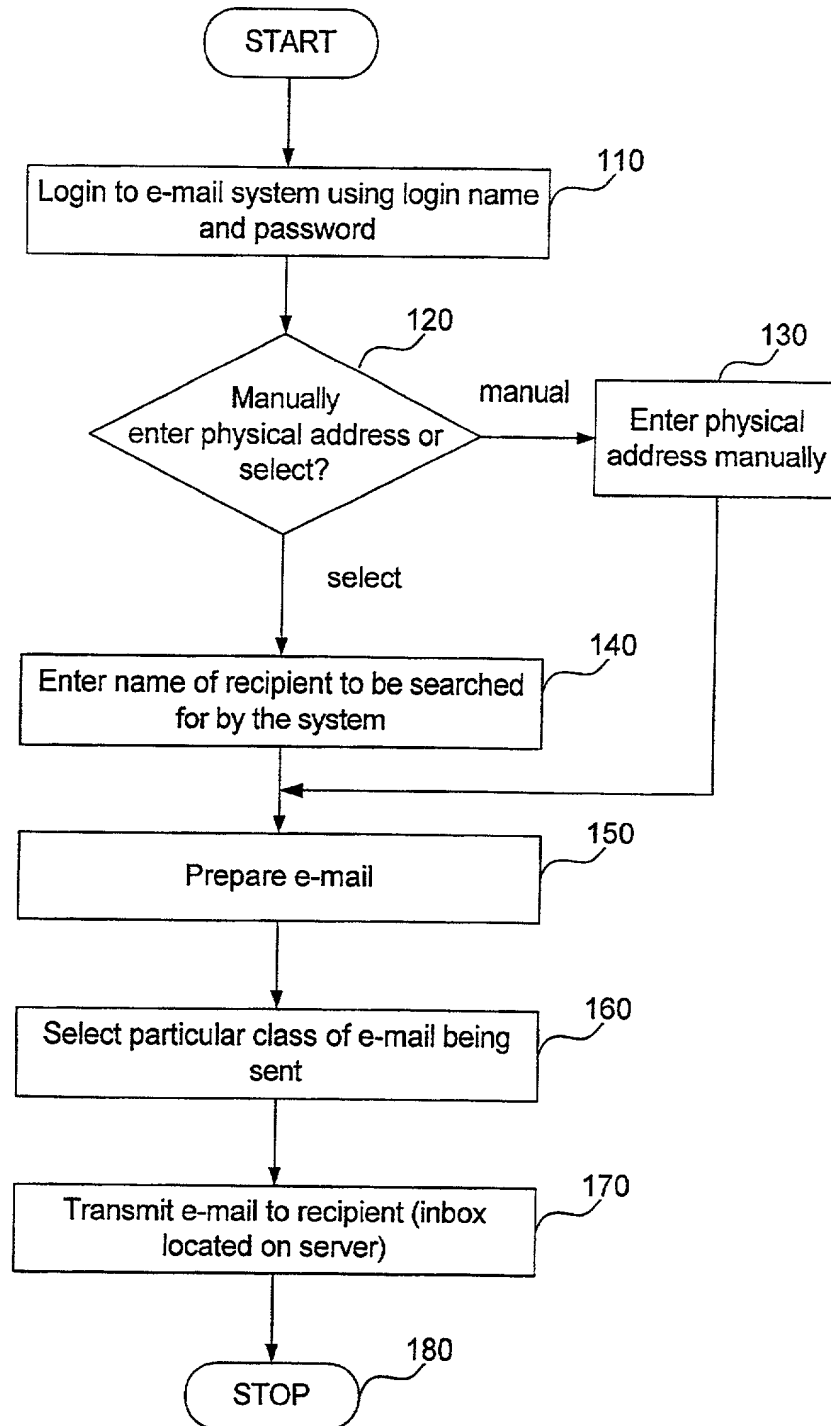 START
110
Login to e-mail system using login name
and password
120
Manually
enter physical address or
select?
manual
130
Enter physical
address manually
select
140
Enter name of recipient to be searched
for by the system
150
Prepare e-mail
160
Select particular class of e-mail being
sent
170
Transmit e-mail to recipient (inbox
located on server)
180
STOP